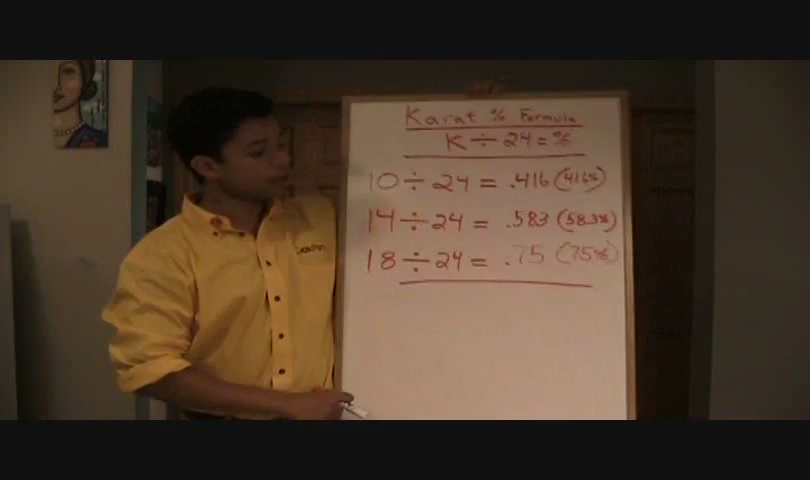 Karat % Formula
K ÷ 24 = %
10 ÷ 24 = .416 (41.6%)
14 ÷ 24 = .583 (58.3%)
18 ÷ 24 = .75 (75%)